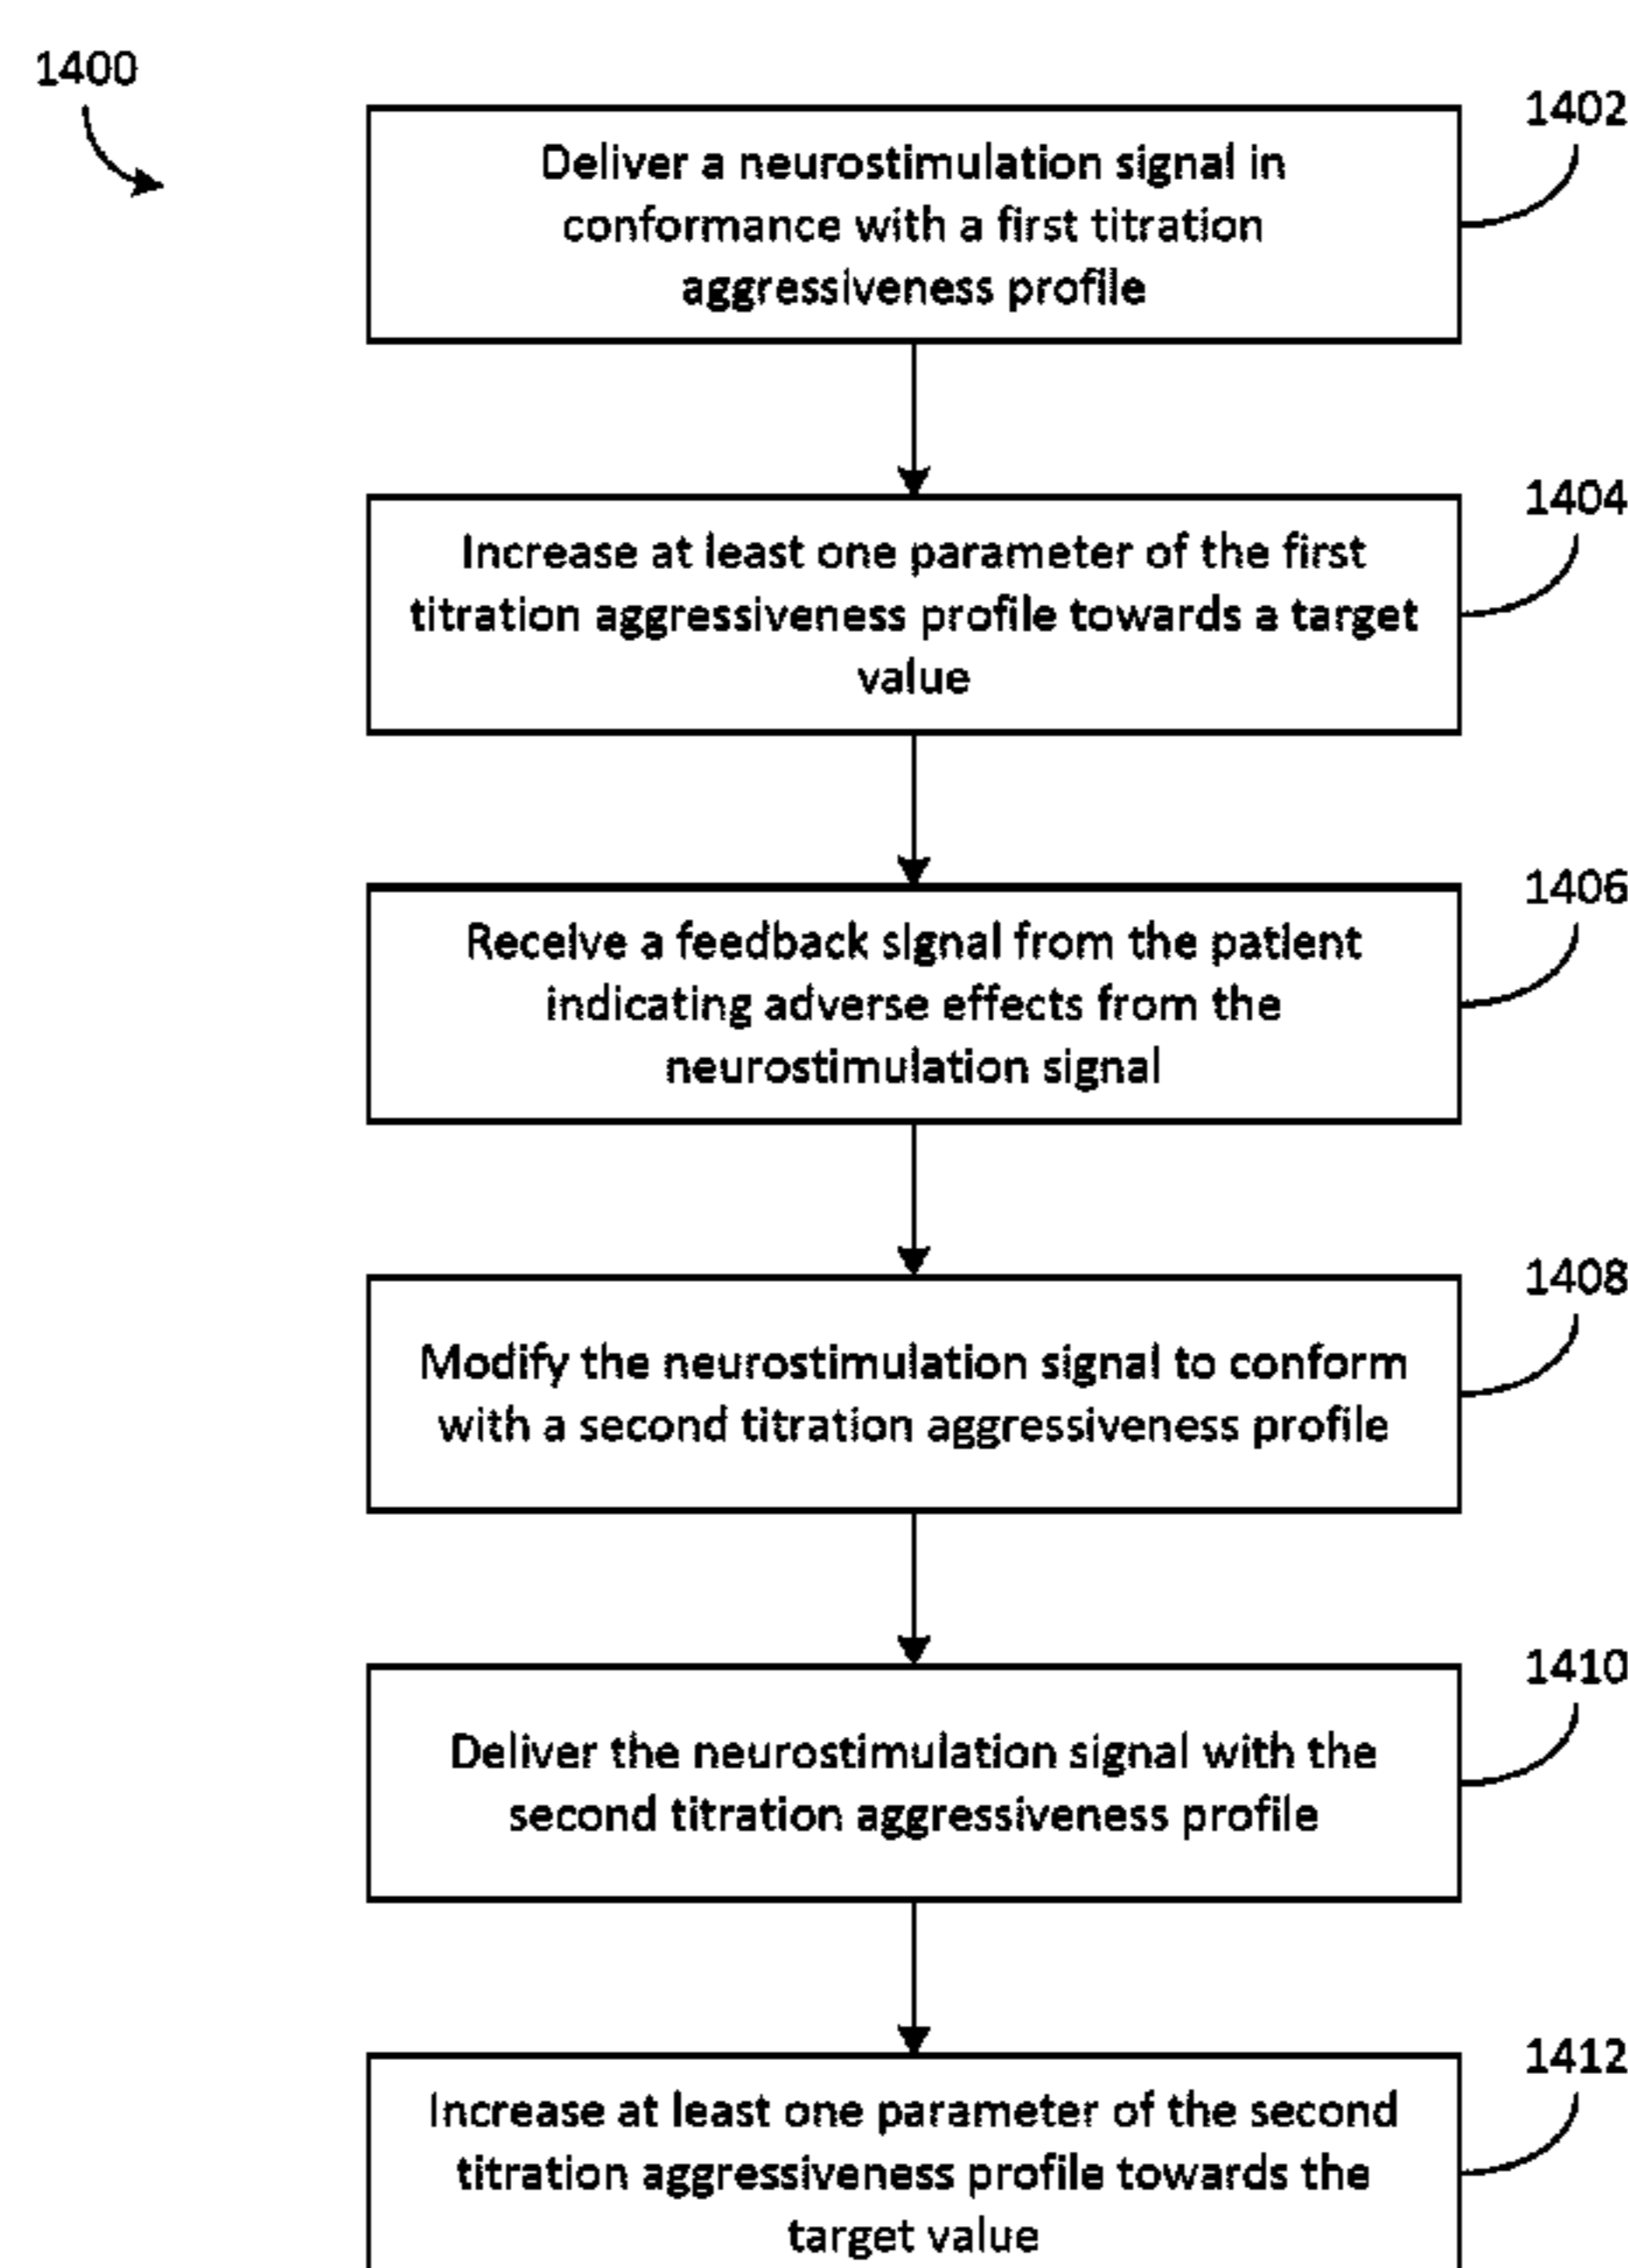 1400
1402
Deliver a neurostimulation signal in
conformance with a first titration
aggressiveness profile
1404
Increase at least one parameter of the first
titration aggressiveness profile towards a target
value
1406
Receive a feedback signal from the patient
indicating adverse effects from the
neurostimulation signal
1408
Modify the neurostimulation signal to conform
with a second titration aggressiveness profile
1410
Deliver the neurostimulation signal with the
second titration aggressiveness profile
1412
Increase at least one parameter of the second
titration aggressiveness profile towards the
target value